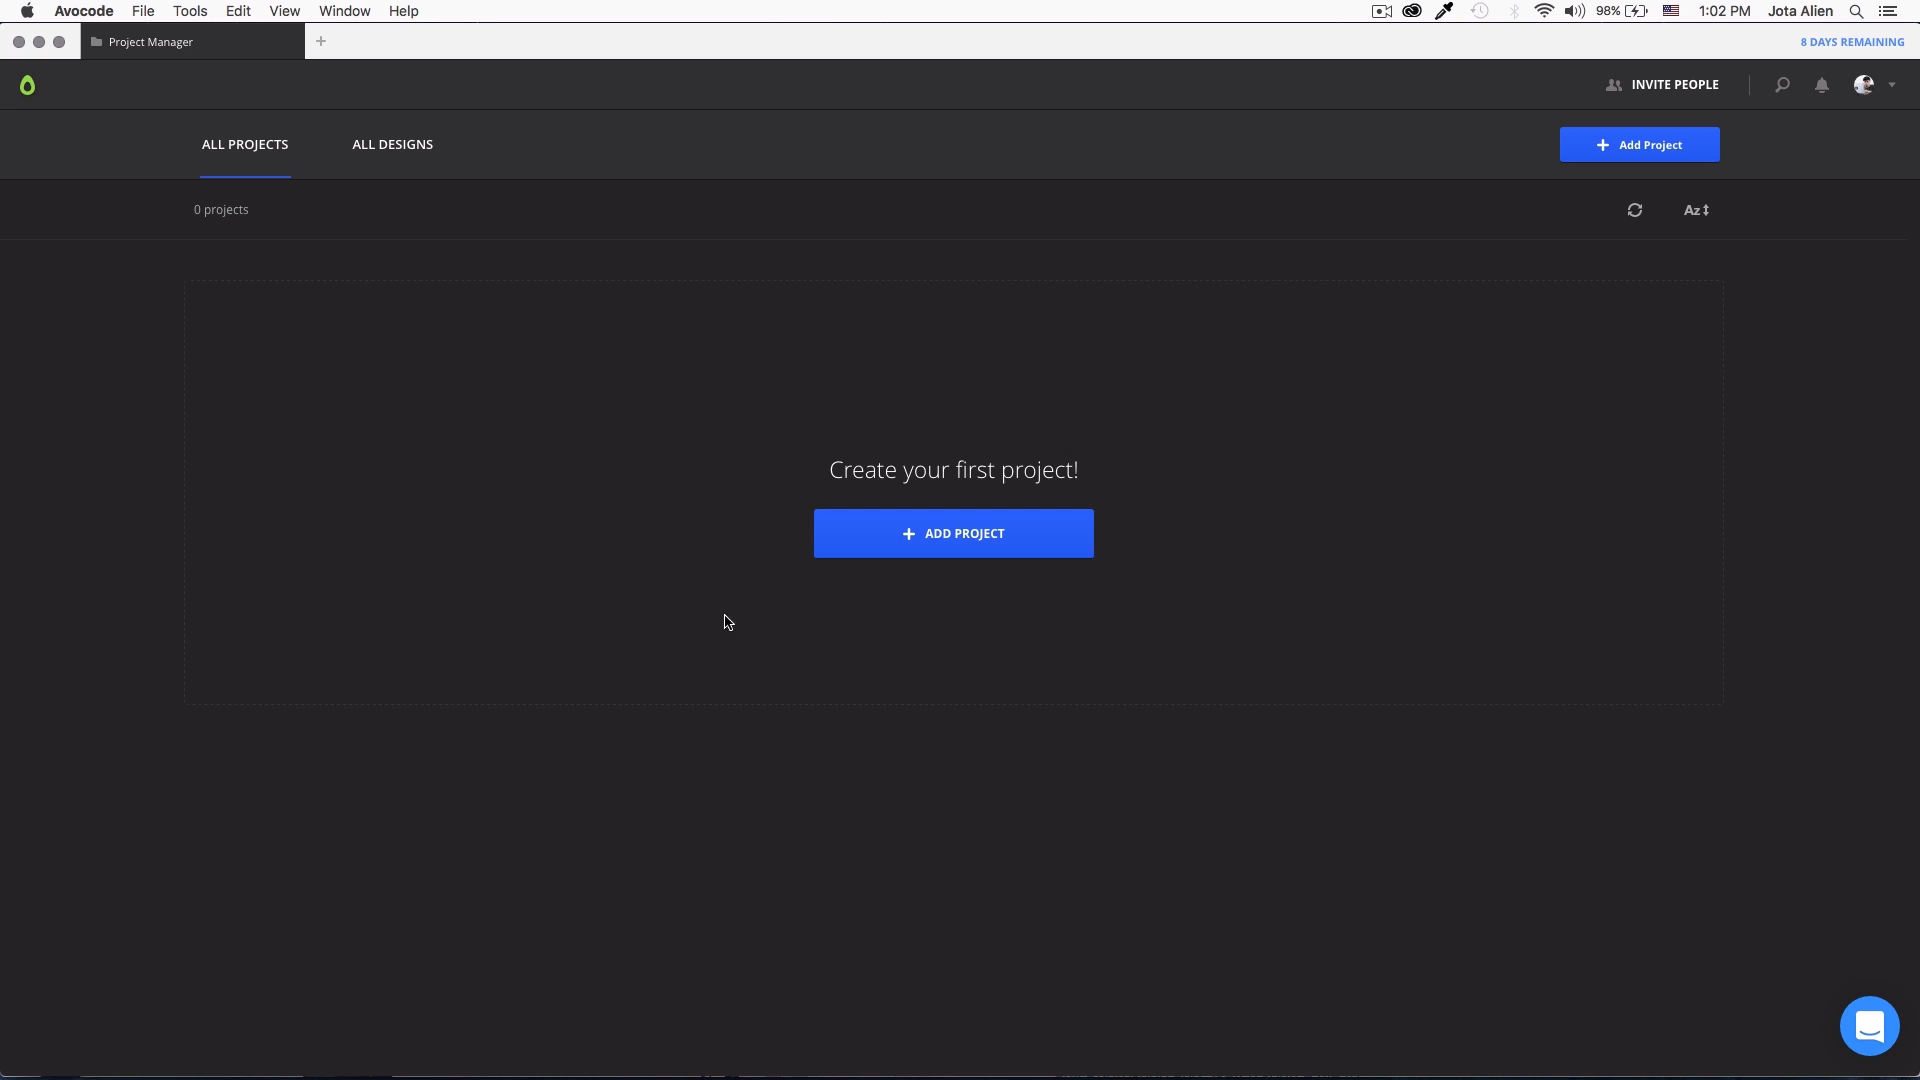 Avocode File Tools Edit View Window Help 98% 1:02 PM Jota Alien
Project Manager + 8 DAYS REMAINING
INVITE PEOPLE
ALL PROJECTS ALL DESIGNS + Add Project
0 projects Az
Create your first project!
+ ADD PROJECT